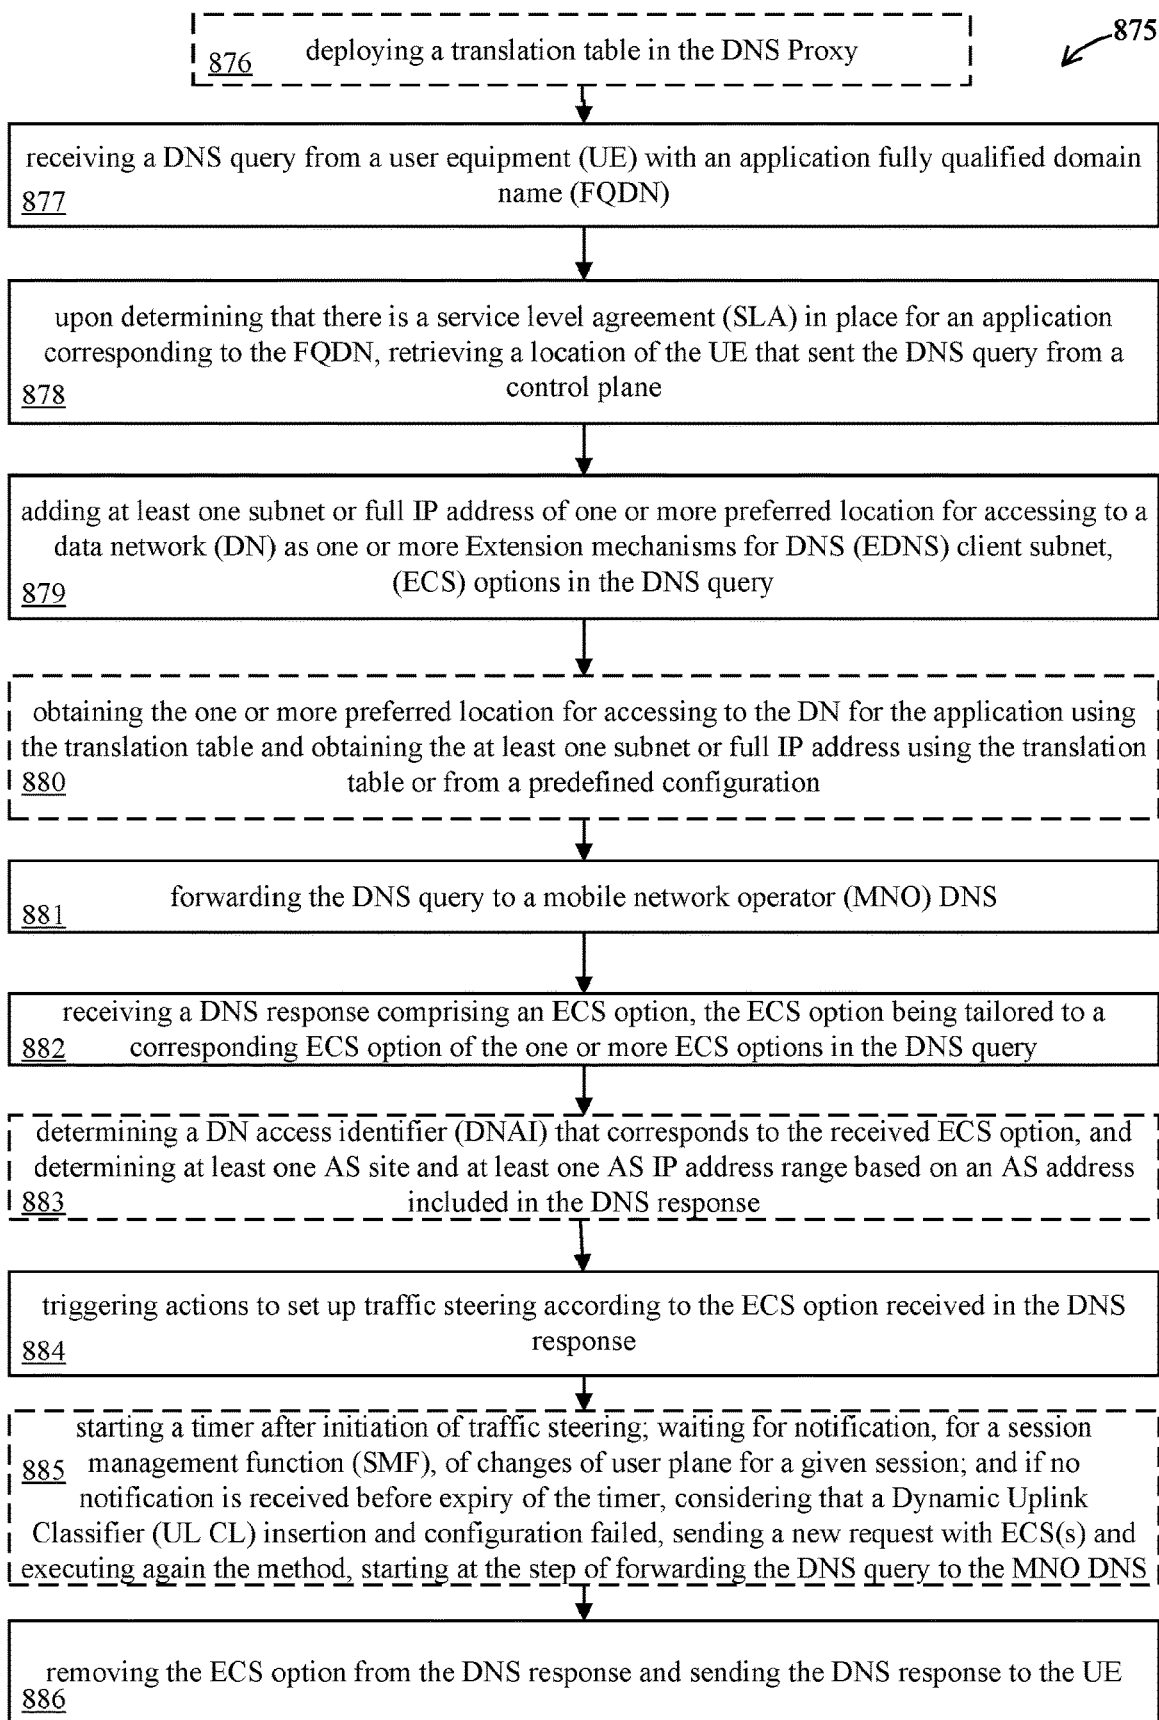 875
deploying a translation table in the DNS Proxy
876
receiving a DNS query from a user equipment (UE) with an application fully qualified domain
name (FQDN)
877
upon determining that there is a service level agreement (SLA) in place for an application
corresponding to the FQDN, retrieving a location of the UE that sent the DNS query from a
control plane
878
adding at least one subnet or full IP address of one or more preferred location for accessing to a
data network (DN) as one or more Extension mechanisms for DNS (EDNS) client subnet,
(ECS) options in the DNS query
879
obtaining the one or more preferred location for accessing to the DN for the application using
the translation table and obtaining the at least one subnet or full IP address using the translation
table or from a predefined configuration
880
forwarding the DNS query to a mobile network operator (MNO) DNS
881
receiving a DNS response comprising an ECS option, the ECS option being tailored to a
corresponding ECS option of the one or more ECS options in the DNS query
882
determining a DN access identifier (DNAI) that corresponds to the received ECS option, and
determining at least one AS site and at least one AS IP address range based on an AS address
included in the DNS response
883
triggering actions to set up traffic steering according to the ECS option received in the DNS
response
884
starting a timer after initiation of traffic steering; waiting for notification, for a session
885 management function (SMF), of changes of user plane for a given session; and if no
notification is received before expiry of the timer, considering that a Dynamic Uplink
Classifier (UL CL) insertion and configuration failed, sending a new request with ECS(s) and
executing again the method, starting at the step of forwarding the DNS query to the MNO DNS
removing the ECS option from the DNS response and sending the DNS response to the UE
886